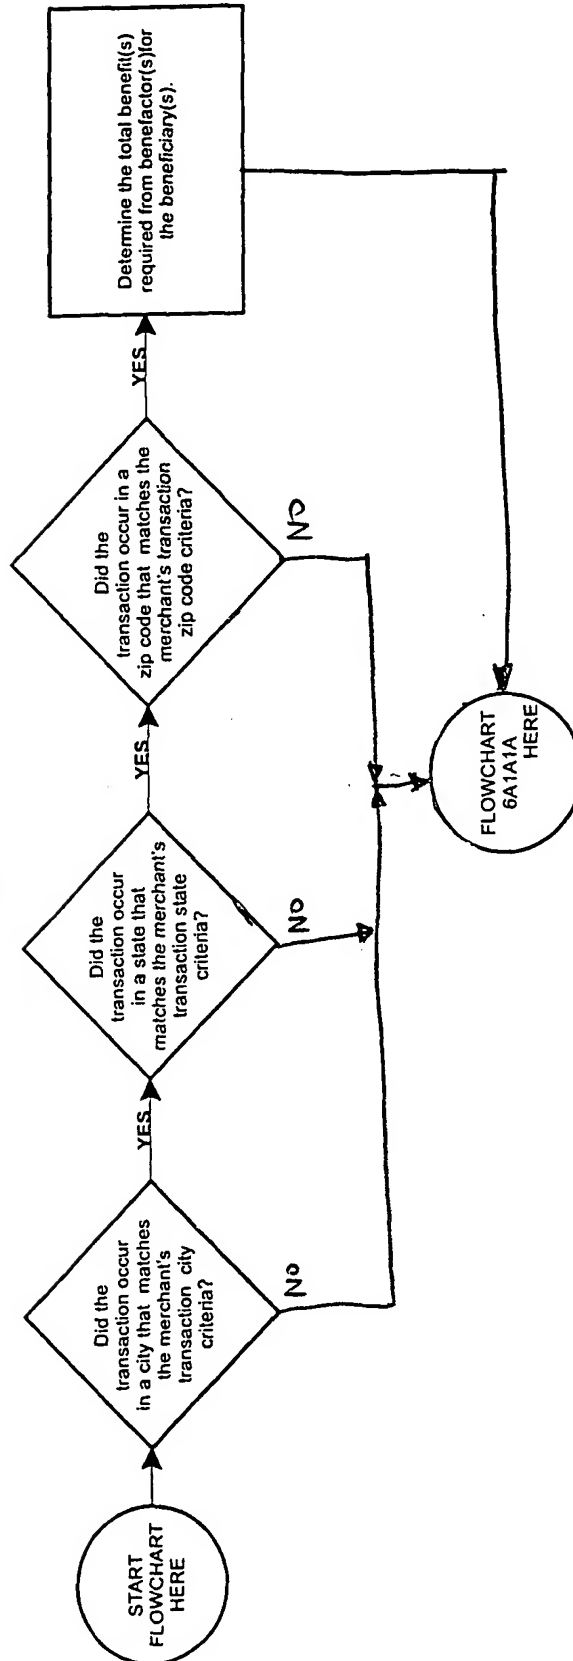 START
FLOWCHART
HERE
Did the
transaction occur
in a city that matches
the merchant's
transaction city
criteria?
YES
NO
Did the
transaction occur
in a state that
matches the merchant's
transaction state
criteria?
YES
NO
Did the
transaction occur in a
zip code that matches the
merchant's transaction
zip code criteria?
YES
NO
Determine the total benefit(s)
required from benefactor(s)for
the beneficiary(s).
FLOWCHART
6A1A1A
HERE